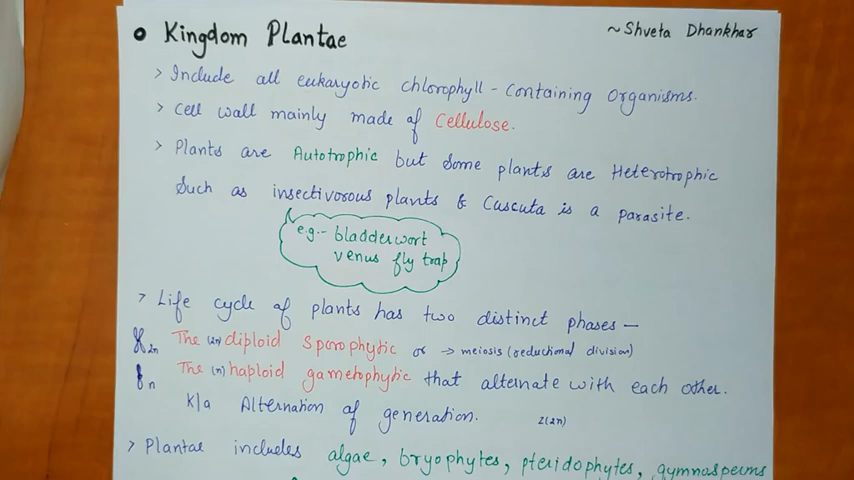 • Kingdom Plantae
~Shveta Dhankhar
> Include all eukaryotic chlorophyll - containing organisms.
> Cell wall mainly made of Cellulose.
> Plants are Autotrophic but some plants are Heterotrophic
Such as insectivorous plants & Cuscuta is a parasite.
e.g:- bladderwort
venus fly trap
> Life cycle of plants has two distinct phases —
2n The (2n) diploid Sporophytic or → meiosis (reductional division)
n The (n) haploid gametophytic that alternate with each other.
K/a Alternation of generation. Z(2n)
> Plantae includes algae, bryophytes, pteridophytes, gymnosperms